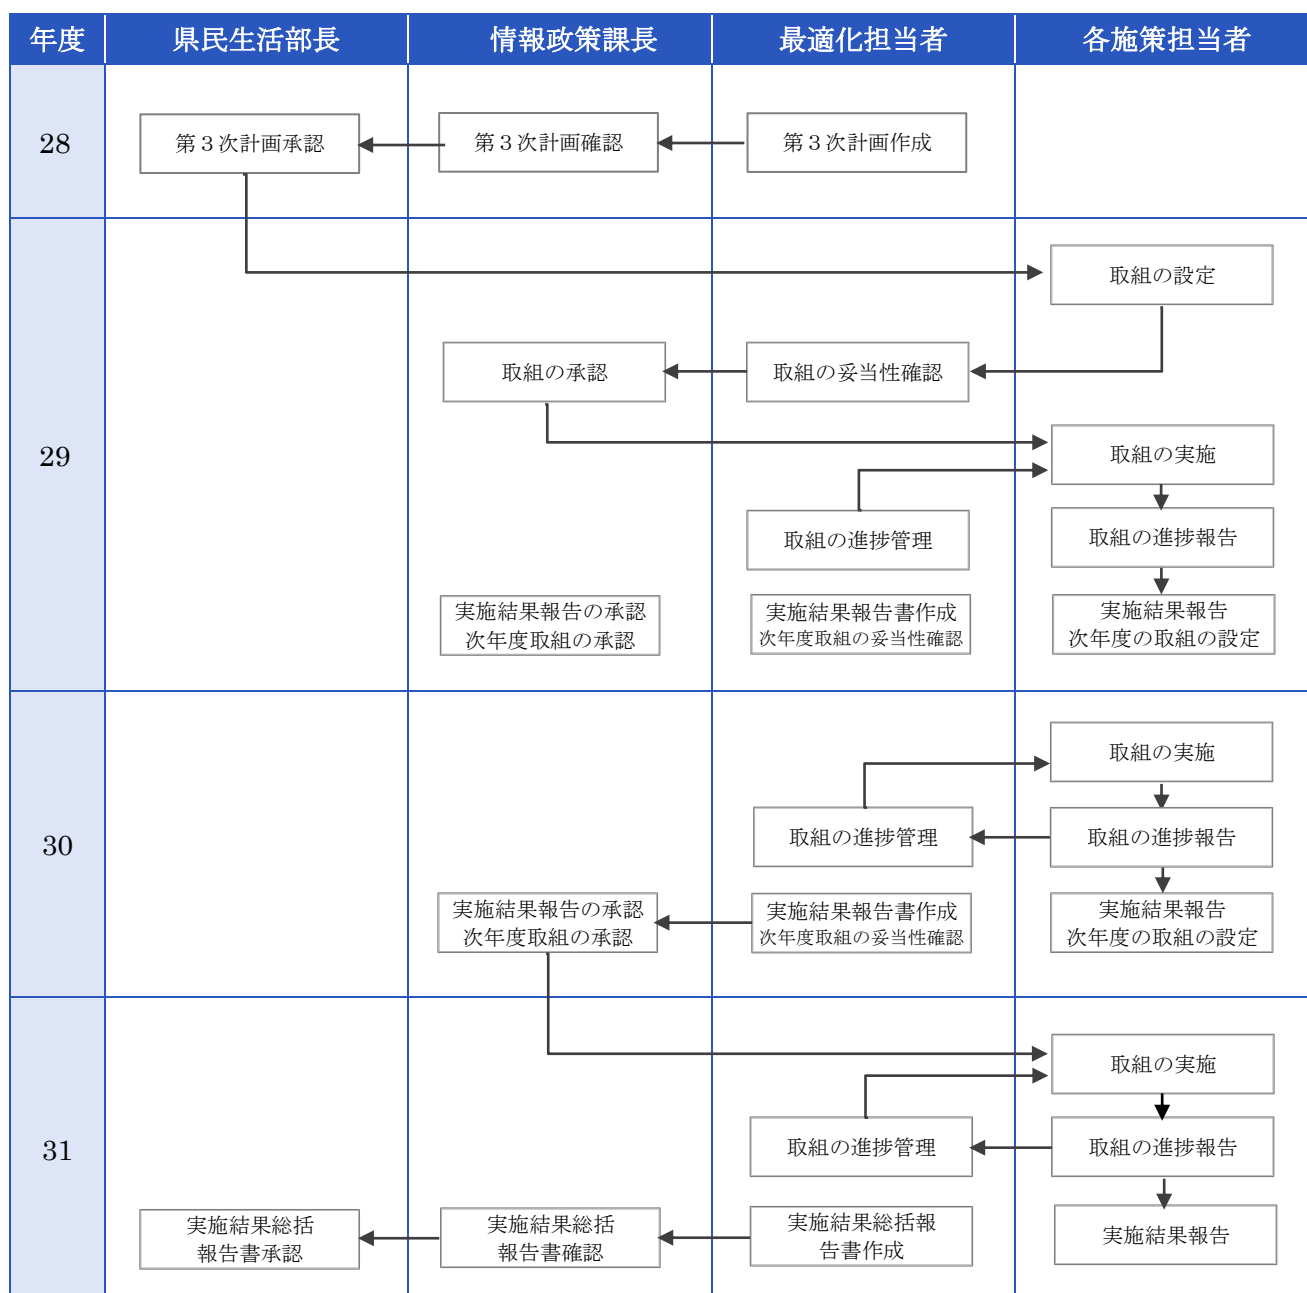 年度 県民生活部長 情報政策課長 最適化担当者 各施策担当者
28
第３次計画承認 第３次計画確認 第３次計画作成
29
取組の設定
取組の承認 取組の妥当性確認
取組の実施
取組の進捗管理 取組の進捗報告
実施結果報告の承認
次年度取組の承認
実施結果報告書作成
次年度取組の妥当性確認
実施結果報告
次年度の取組の設定
30
取組の実施
取組の進捗管理 取組の進捗報告
実施結果報告の承認
次年度取組の承認
実施結果報告書作成
次年度取組の妥当性確認
実施結果報告
次年度の取組の設定
31
取組の実施
取組の進捗管理 取組の進捗報告
実施結果総括
報告書承認
実施結果総括
報告書確認
実施結果総括報
告書作成
実施結果報告